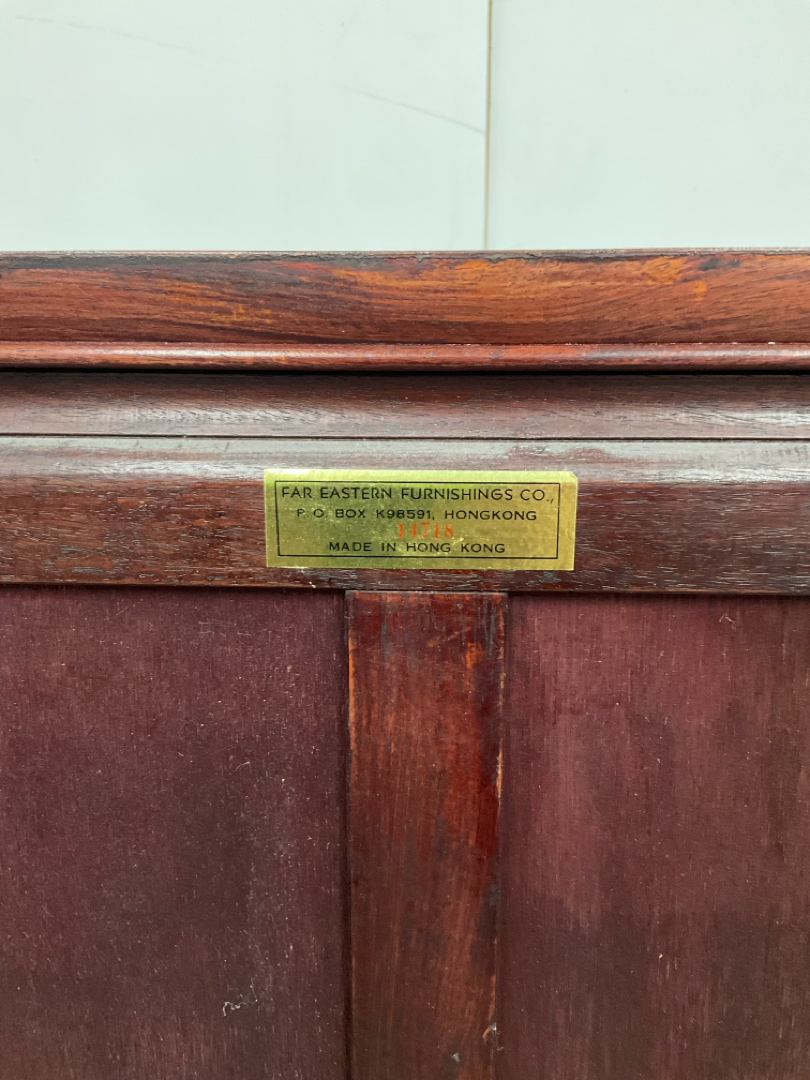 FAR EASTERN FURNISHINGS CO.,
P. O. BOX K98591, HONGKONG
14718
MADE IN HONG KONG